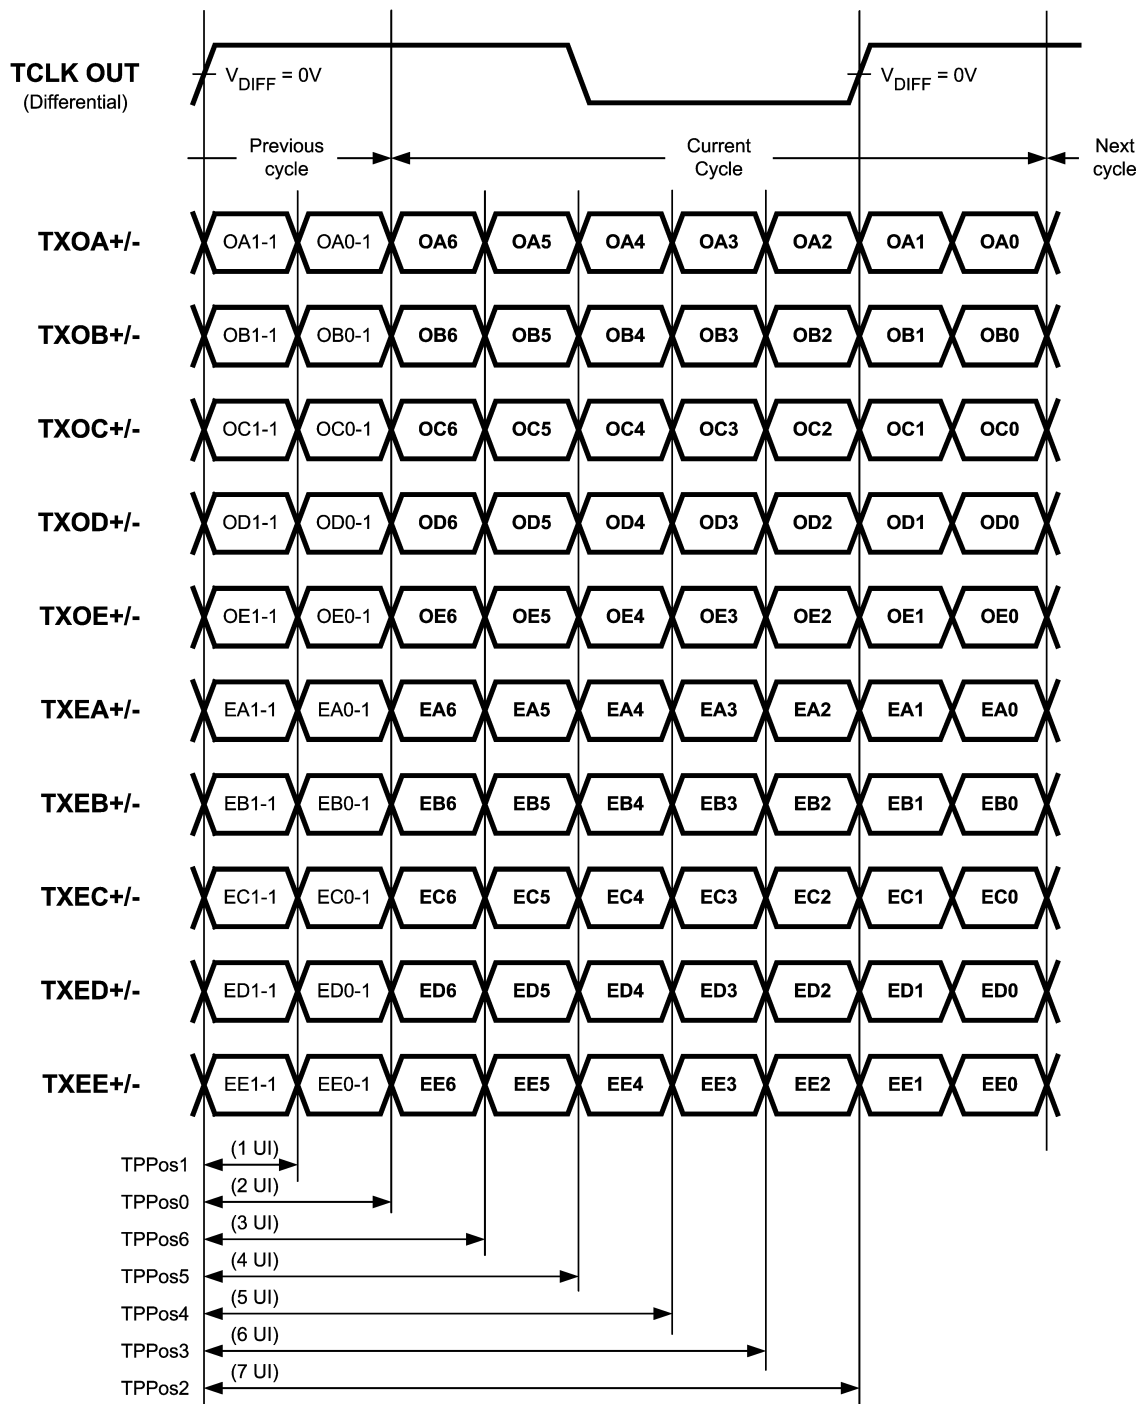 TCLK OUT
(Differential)
VDIFF = 0V
VDIFF = 0V
Previous
cycle
Current
Cycle
Next
cycle
TXOA+/- OA1-1 OA0-1 OA6 OA5 OA4 OA3 OA2 OA1 OA0
TXOB+/- OB1-1 OB0-1 OB6 OB5 OB4 OB3 OB2 OB1 OB0
TXOC+/- OC1-1 OC0-1 OC6 OC5 OC4 OC3 OC2 OC1 OC0
TXOD+/- OD1-1 OD0-1 OD6 OD5 OD4 OD3 OD2 OD1 OD0
TXOE+/- OE1-1 OE0-1 OE6 OE5 OE4 OE3 OE2 OE1 OE0
TXEA+/- EA1-1 EA0-1 EA6 EA5 EA4 EA3 EA2 EA1 EA0
TXEB+/- EB1-1 EB0-1 EB6 EB5 EB4 EB3 EB2 EB1 EB0
TXEC+/- EC1-1 EC0-1 EC6 EC5 EC4 EC3 EC2 EC1 EC0
TXED+/- ED1-1 ED0-1 ED6 ED5 ED4 ED3 ED2 ED1 ED0
TXEE+/- EE1-1 EE0-1 EE6 EE5 EE4 EE3 EE2 EE1 EE0
TPPos1 (1 UI)
TPPos0 (2 UI)
TPPos6 (3 UI)
TPPos5 (4 UI)
TPPos4 (5 UI)
TPPos3 (6 UI)
TPPos2 (7 UI)